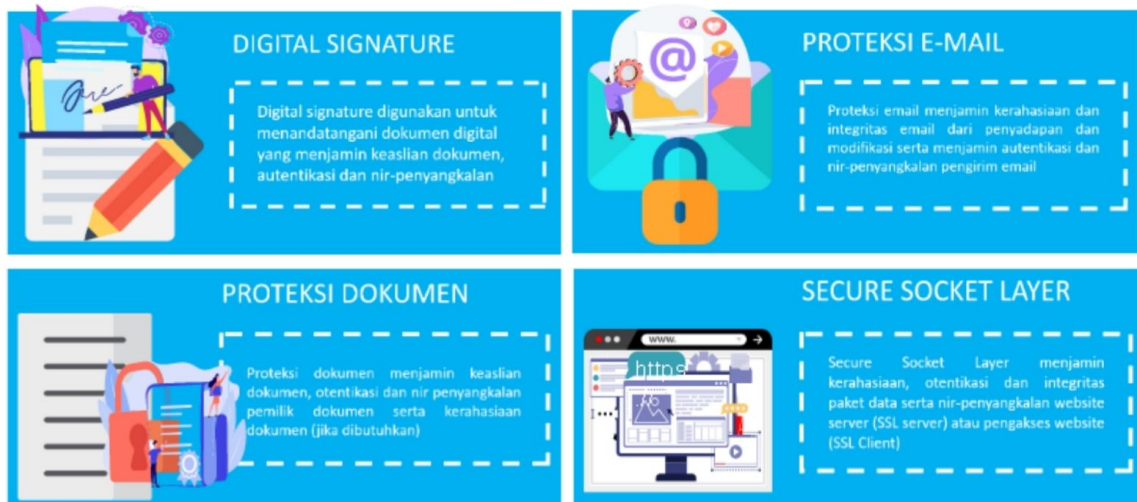 DIGITAL SIGNATURE
Digital signature digunakan untuk
menandatangani dokumen digital
yang menjamin keaslian dokumen,
autentikasi dan nir-penyangkalan
PROTEKSI E-MAIL
Proteksi email menjamin kerahasiaan dan
integritas email dari penyadapan dan
modifikasi serta menjamin autentikasi dan
nir-penyangkalan pengirim email
PROTEKSI DOKUMEN
Proteksi dokumen menjamin keaslian
dokumen, otentikasi dan nir penyangkalan
pemilik dokumen serta kerahasiaan
dokumen (jika dibutuhkan)
SECURE SOCKET LAYER
www.
https
Secure Socket Layer menjamin
kerahasiaan, otentikasi dan integritas
paket data serta nir-penyangkalan website
server (SSL server) atau pengakses website
(SSL Client)